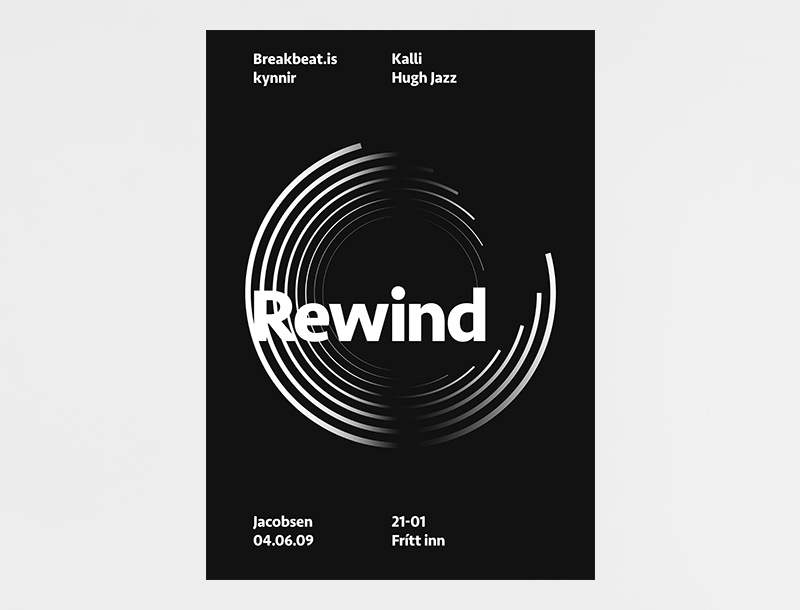 Breakbeat.is
kynnir
Kalli
Hugh Jazz
Rewind
Jacobsen
04.06.09
21-01
Frítt inn